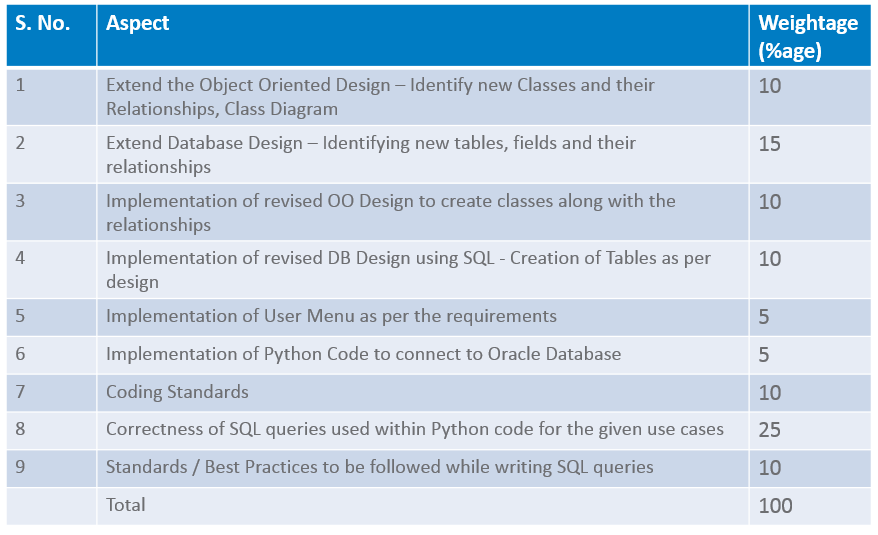 S. No. Aspect Weightage
(%age)
1 Extend the Object Oriented Design – Identify new Classes and their 10
Relationships, Class Diagram
2 Extend Database Design – Identifying new tables, fields and their 15
relationships
3 Implementation of revised OO Design to create classes along with the 10
relationships
4 Implementation of revised DB Design using SQL - Creation of Tables as per 10
design
5 Implementation of User Menu as per the requirements 5
6 Implementation of Python Code to connect to Oracle Database 5
7 Coding Standards 10
8 Correctness of SQL queries used within Python code for the given use cases 25
9 Standards / Best Practices to be followed while writing SQL queries 10
Total 100